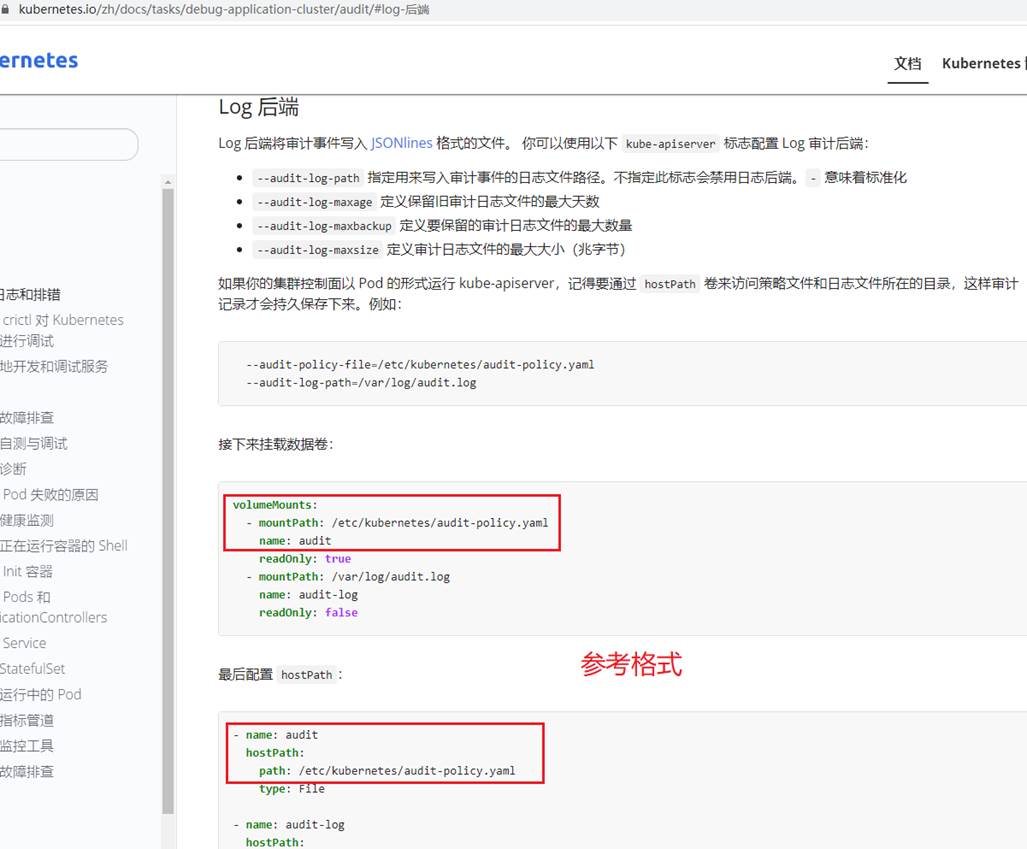 kubernetes.io/zh/docs/tasks/debug-application-cluster/audit/#log-后端
ernetes
文档 Kubernetes
Log 后端
Log 后端将审计事件写入 JSONlines 格式的文件。 你可以使用以下 kube-apiserver 标志配置 Log 审计后端：
--audit-log-path 指定用来写入审计事件的日志文件路径。不指定此标志会禁用日志后端。 - 意味着标准化
--audit-log-maxage 定义保留旧审计日志文件的最大天数
--audit-log-maxbackup 定义要保留的审计日志文件的最大数量
--audit-log-maxsize 定义审计日志文件的最大大小（兆字节）
如果你的集群控制面以 Pod 的形式运行 kube-apiserver，记得要通过 hostPath 卷来访问策略文件和日志文件所在的目录，这样审计
记录才会持久保存下来。例如：
--audit-policy-file=/etc/kubernetes/audit-policy.yaml
--audit-log-path=/var/log/audit.log
接下来挂载数据卷：
volumeMounts:
- mountPath: /etc/kubernetes/audit-policy.yaml
name: audit
readOnly: true
- mountPath: /var/log/audit.log
name: audit-log
readOnly: false
参考格式
最后配置 hostPath：
- name: audit
hostPath:
path: /etc/kubernetes/audit-policy.yaml
type: File
- name: audit-log
hostPath:
日志和排错
crictl 对 Kubernetes
进行调试
地开发和调试服务
故障排查
自测与调试
诊断
Pod 失败的原因
健康监测
正在运行容器的 Shell
Init 容器
Pods 和
icationControllers
Service
StatefulSet
运行中的 Pod
指标管道
监控工具
故障排查